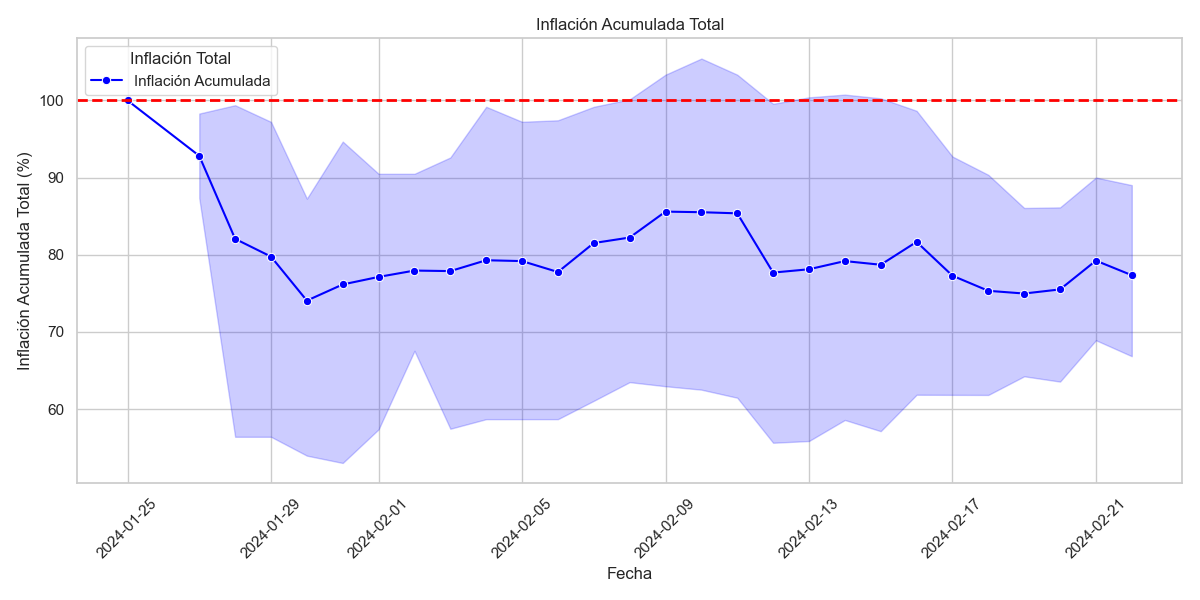 Inflación Acumulada Total
Inflación Total
Inflación Acumulada
Inflación Acumulada Total (%)
100
90
80
70
60
2024-01-25
2024-01-29
2024-02-01
2024-02-05
2024-02-09
2024-02-13
2024-02-17
2024-02-21
Fecha